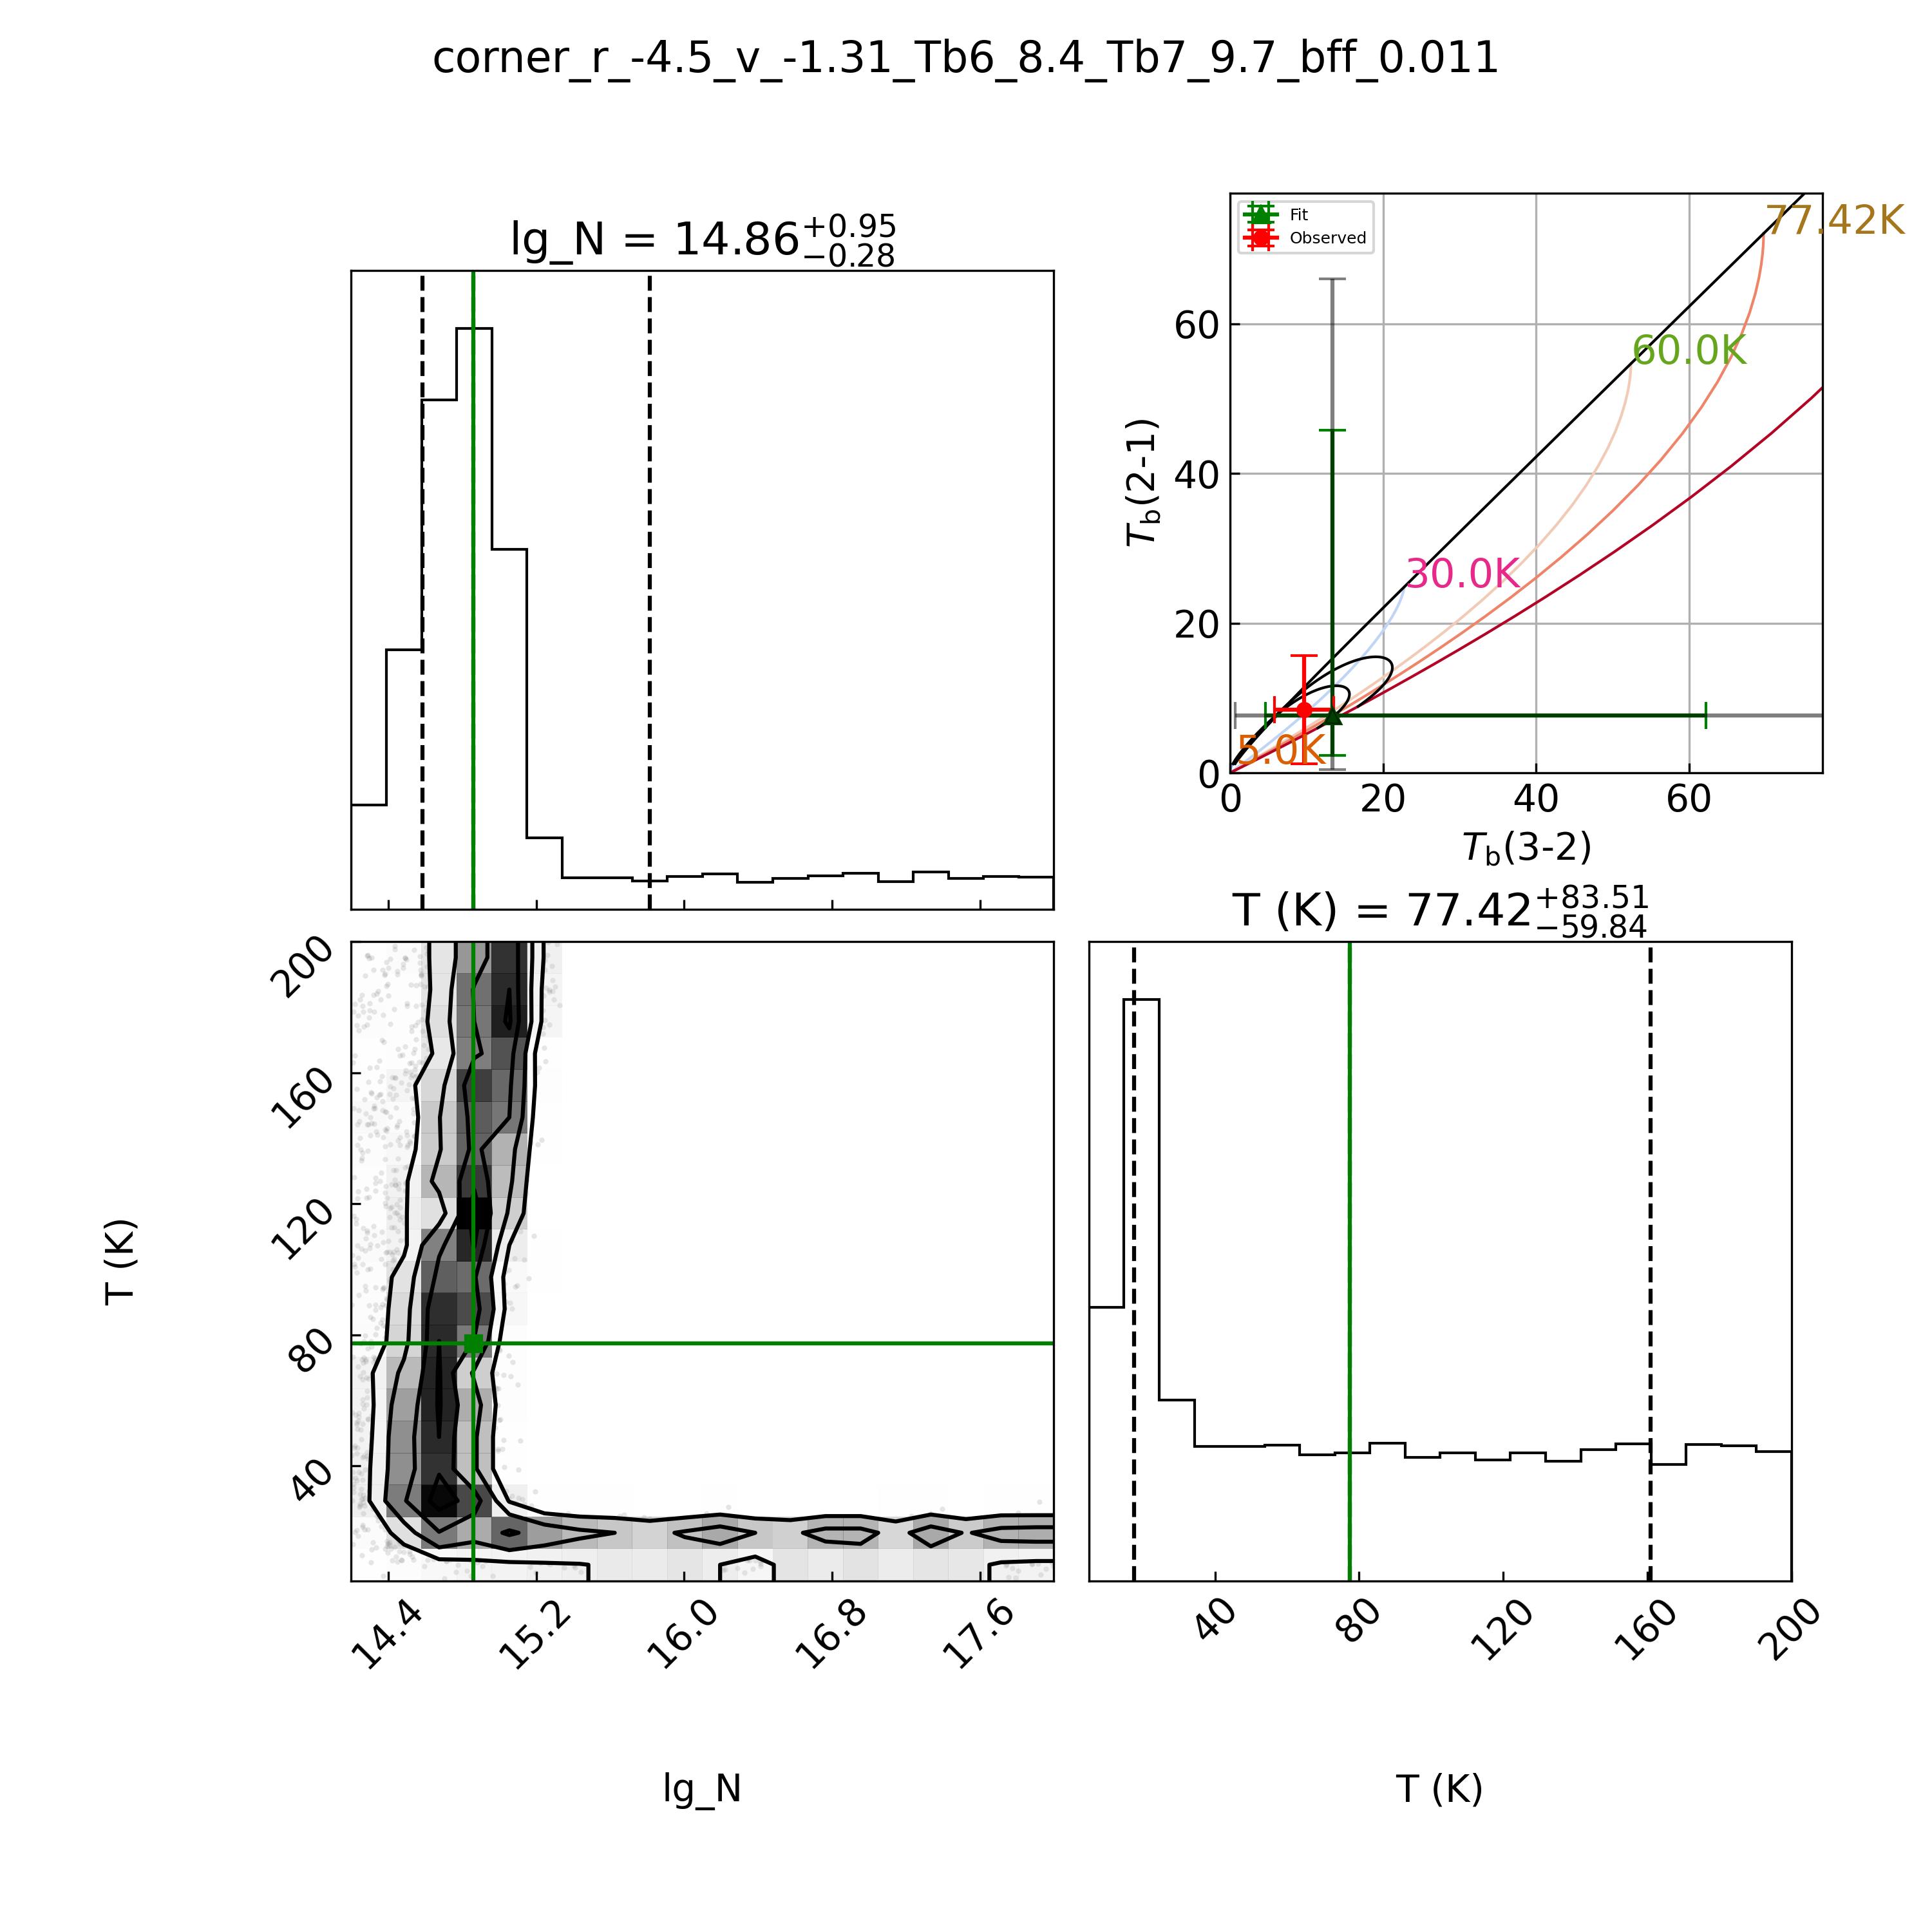 corner_r_-4.5_v_-1.31_Tb6_8.4_Tb7_9.7_bff_0.011
lg_N = 14.86+0.95−0.28
Fit
Observed
77.42K
60.0K
30.0K
5.0K
Tb(2-1)
60
40
20
0
0 20 40 60
Tb(3-2)
T (K) = 77.42+83.51−59.84
T (K)
200
160
120
80
40
14.4 15.2 16.0 16.8 17.6
lg_N
40 80 120 160 200
T (K)